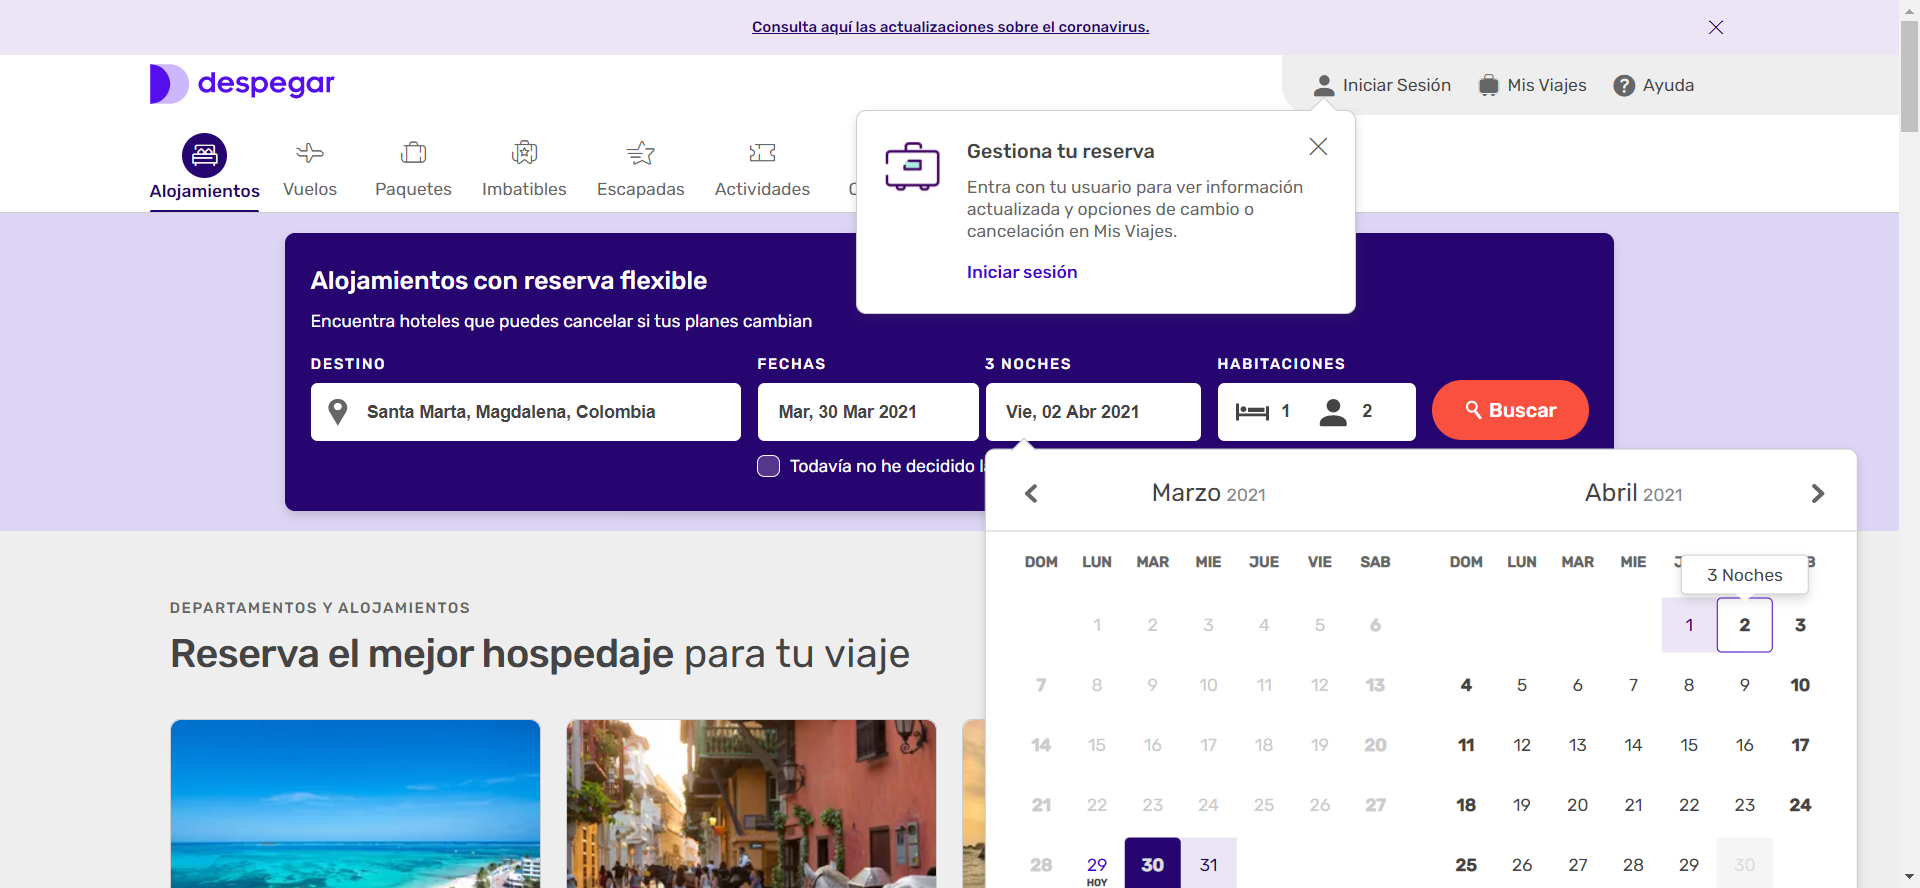 Consulta aquí las actualizaciones sobre el coronavirus.
despegar
Iniciar Sesión
Mis Viajes
Ayuda
Alojamientos
Vuelos
Paquetes
Imbatibles
Escapadas
Actividades
Gestiona tu reserva
Entra con tu usuario para ver información
actualizada y opciones de cambio o
cancelación en Mis Viajes.
Iniciar sesión
Alojamientos con reserva flexible
Encuentra hoteles que puedes cancelar si tus planes cambian
DESTINO
FECHAS
3 NOCHES
HABITACIONES
Santa Marta, Magdalena, Colombia
Mar, 30 Mar 2021
Vie, 02 Abr 2021
1
2
Buscar
Todavía no he decidido
Marzo 2021
DOM LUN MAR MIE JUE VIE SAB
1 2 3 4 5 6
7 8 9 10 11 12 13
14 15 16 17 18 19 20
21 22 23 24 25 26 27
28 29 30 31
HOY
Abril 2021
DOM LUN MAR MIE
3 Noches
1 2 3
4 5 6 7 8 9 10
11 12 13 14 15 16 17
18 19 20 21 22 23 24
25 26 27 28 29 30
DEPARTAMENTOS Y ALOJAMIENTOS
Reserva el mejor hospedaje para tu viaje